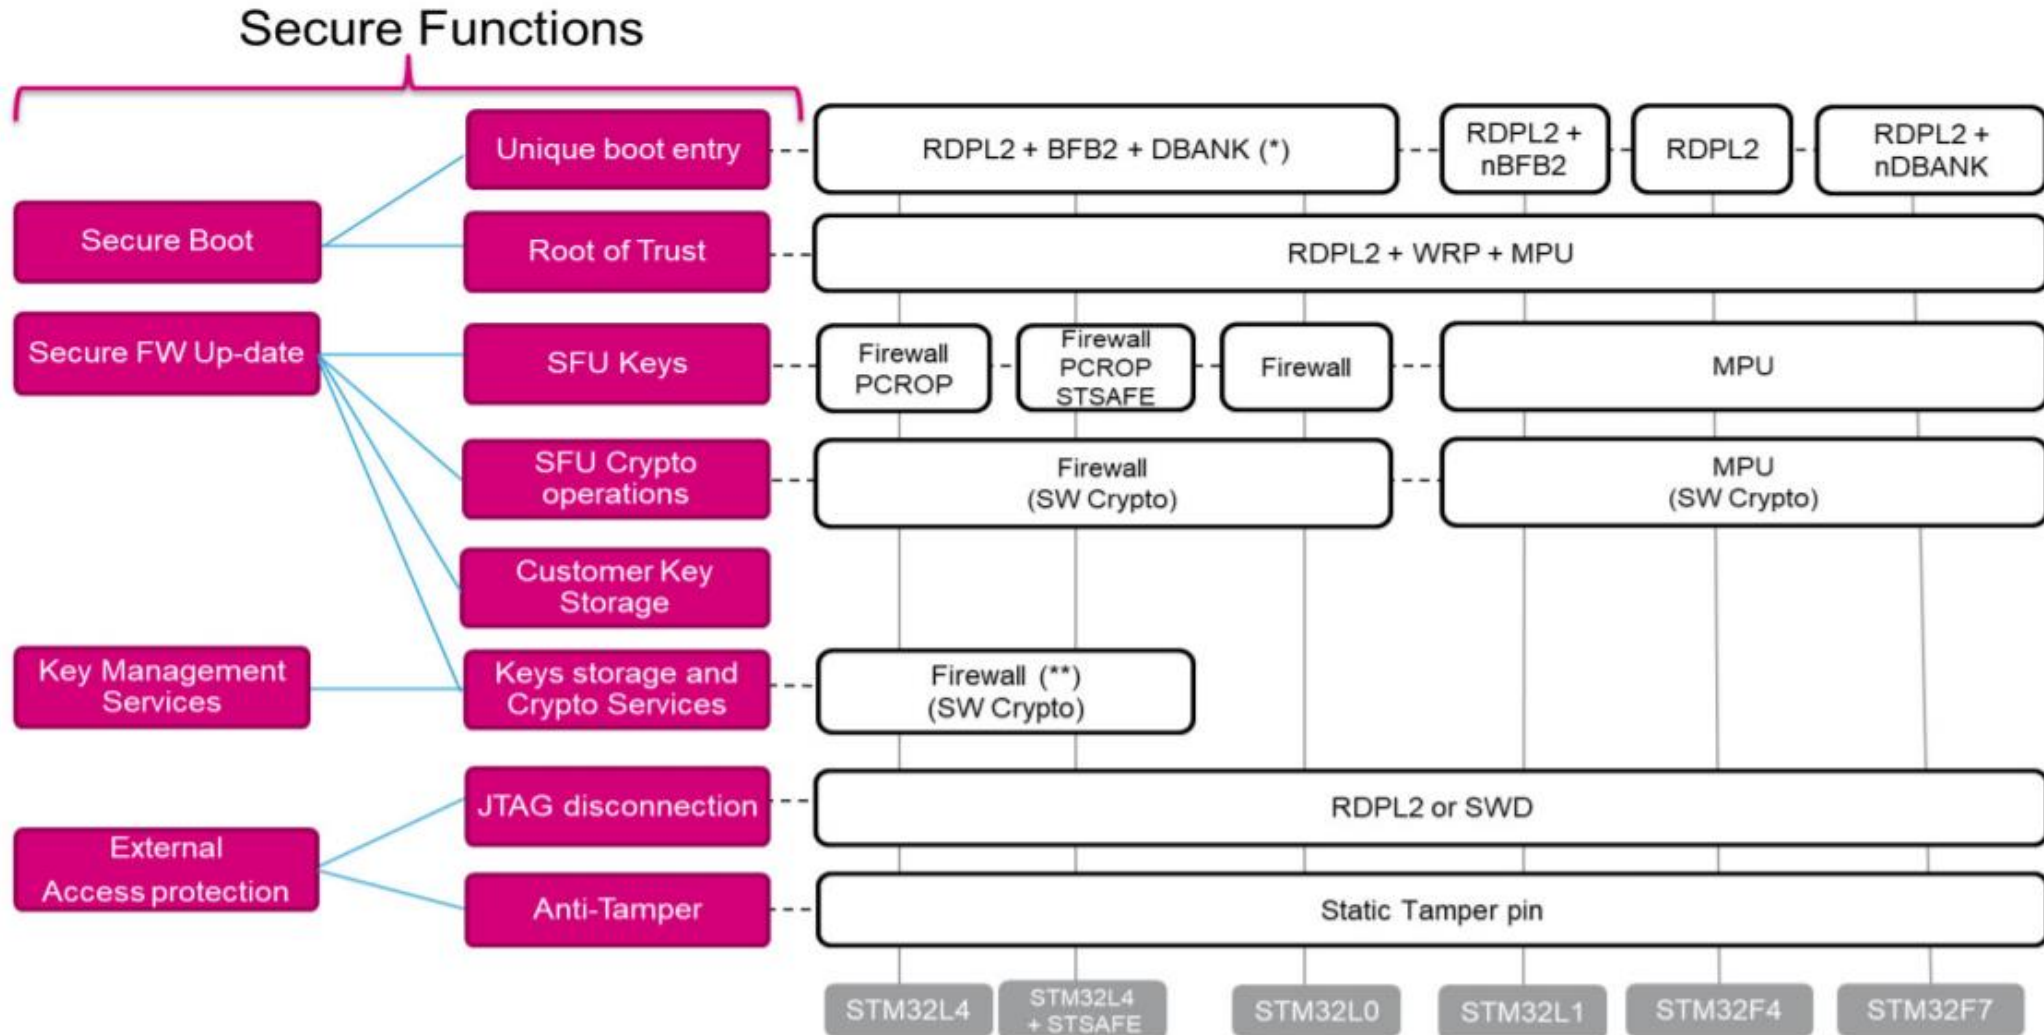 Secure Functions
Unique boot entry
RDPL2 + BFB2 + DBANK (*)
RDPL2 +
nBFB2
RDPL2
RDPL2 +
nDBANK
Secure Boot
Root of Trust
RDPL2 + WRP + MPU
Secure FW Up-date
SFU Keys
Firewall
PCROP
Firewall
PCROP
STSAFE
Firewall
MPU
SFU Crypto
operations
Firewall
(SW Crypto)
MPU
(SW Crypto)
Customer Key
Storage
Key Management
Services
Keys storage and
Crypto Services
Firewall (**)
(SW Crypto)
JTAG disconnection
RDPL2 or SWD
External
Access protection
Anti-Tamper
Static Tamper pin
STM32L4
STM32L4
+ STSAFE
STM32L0
STM32L1
STM32F4
STM32F7